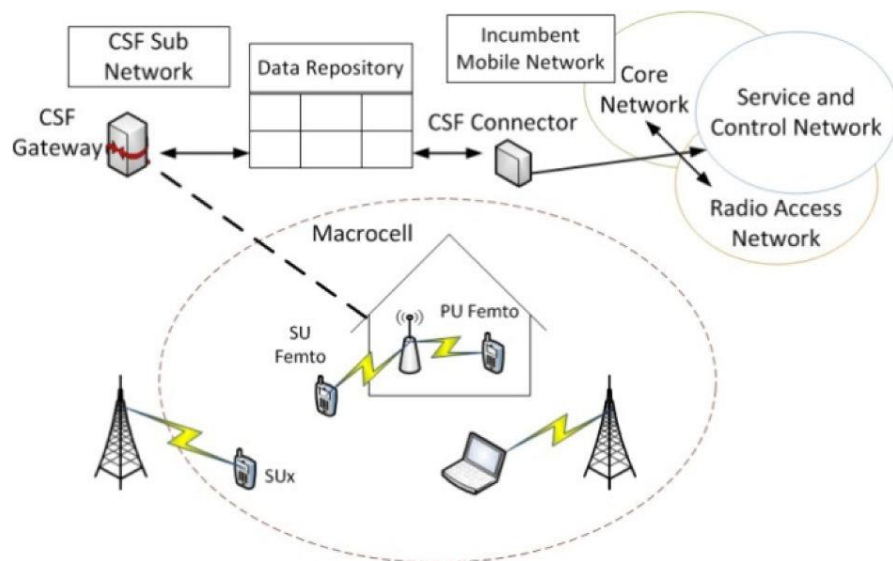 CSF Sub
Network
Data Repository
Incumbent
Mobile Network
Core
Network
Service and
Control Network
CSF
Gateway
CSF Connector
Radio Access
Network
Macrocell
SU
Femto
PU Femto
SUx